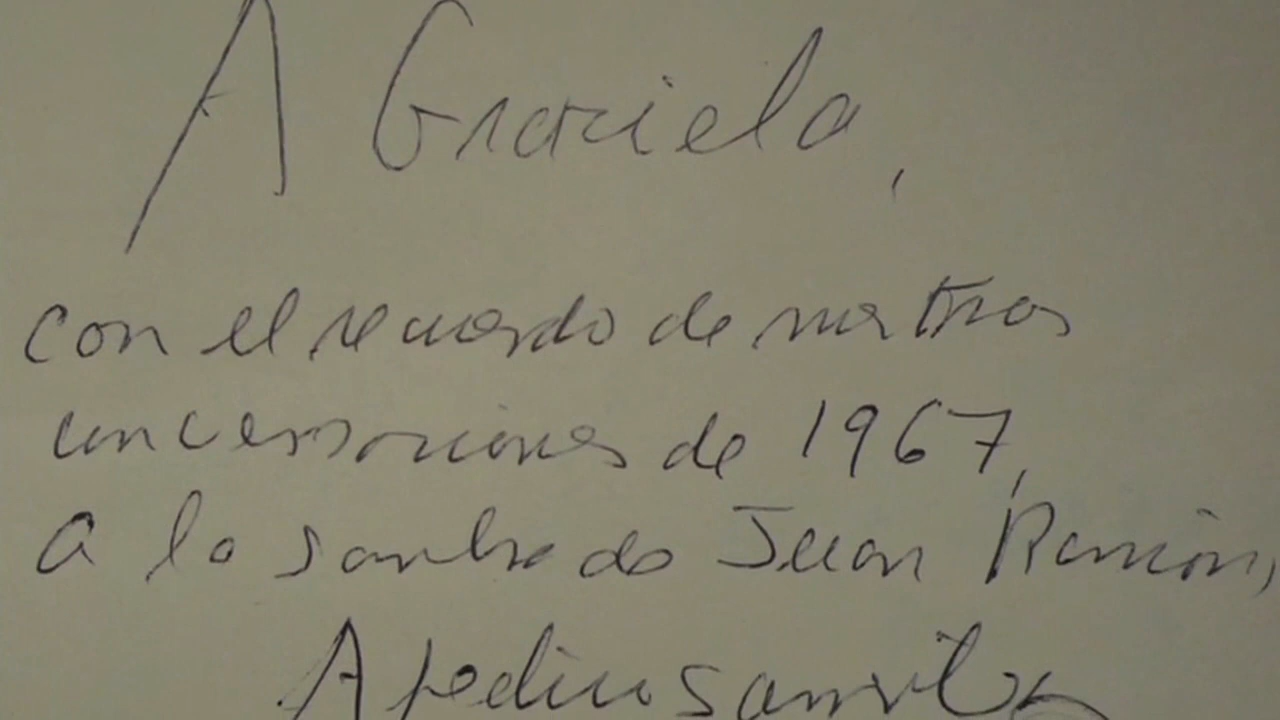 A Graciela,
con el recuerdo de nuestras
conversaciones de 1967,
a la sombra de Juan Ramón,
A